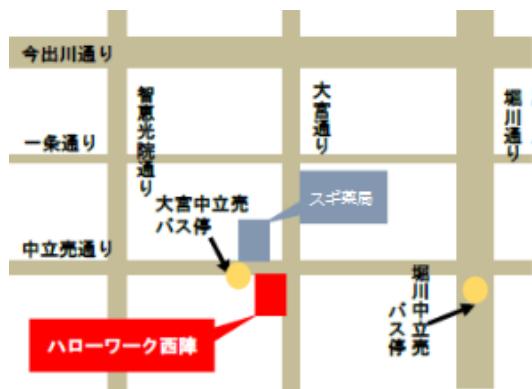 今出川通り
智恵光院通り
大宮通り
堀川通り
一条通り
スギ薬局
大宮中立売
バス停
中立売通り
堀川中立売
バス停
ハローワーク西陣